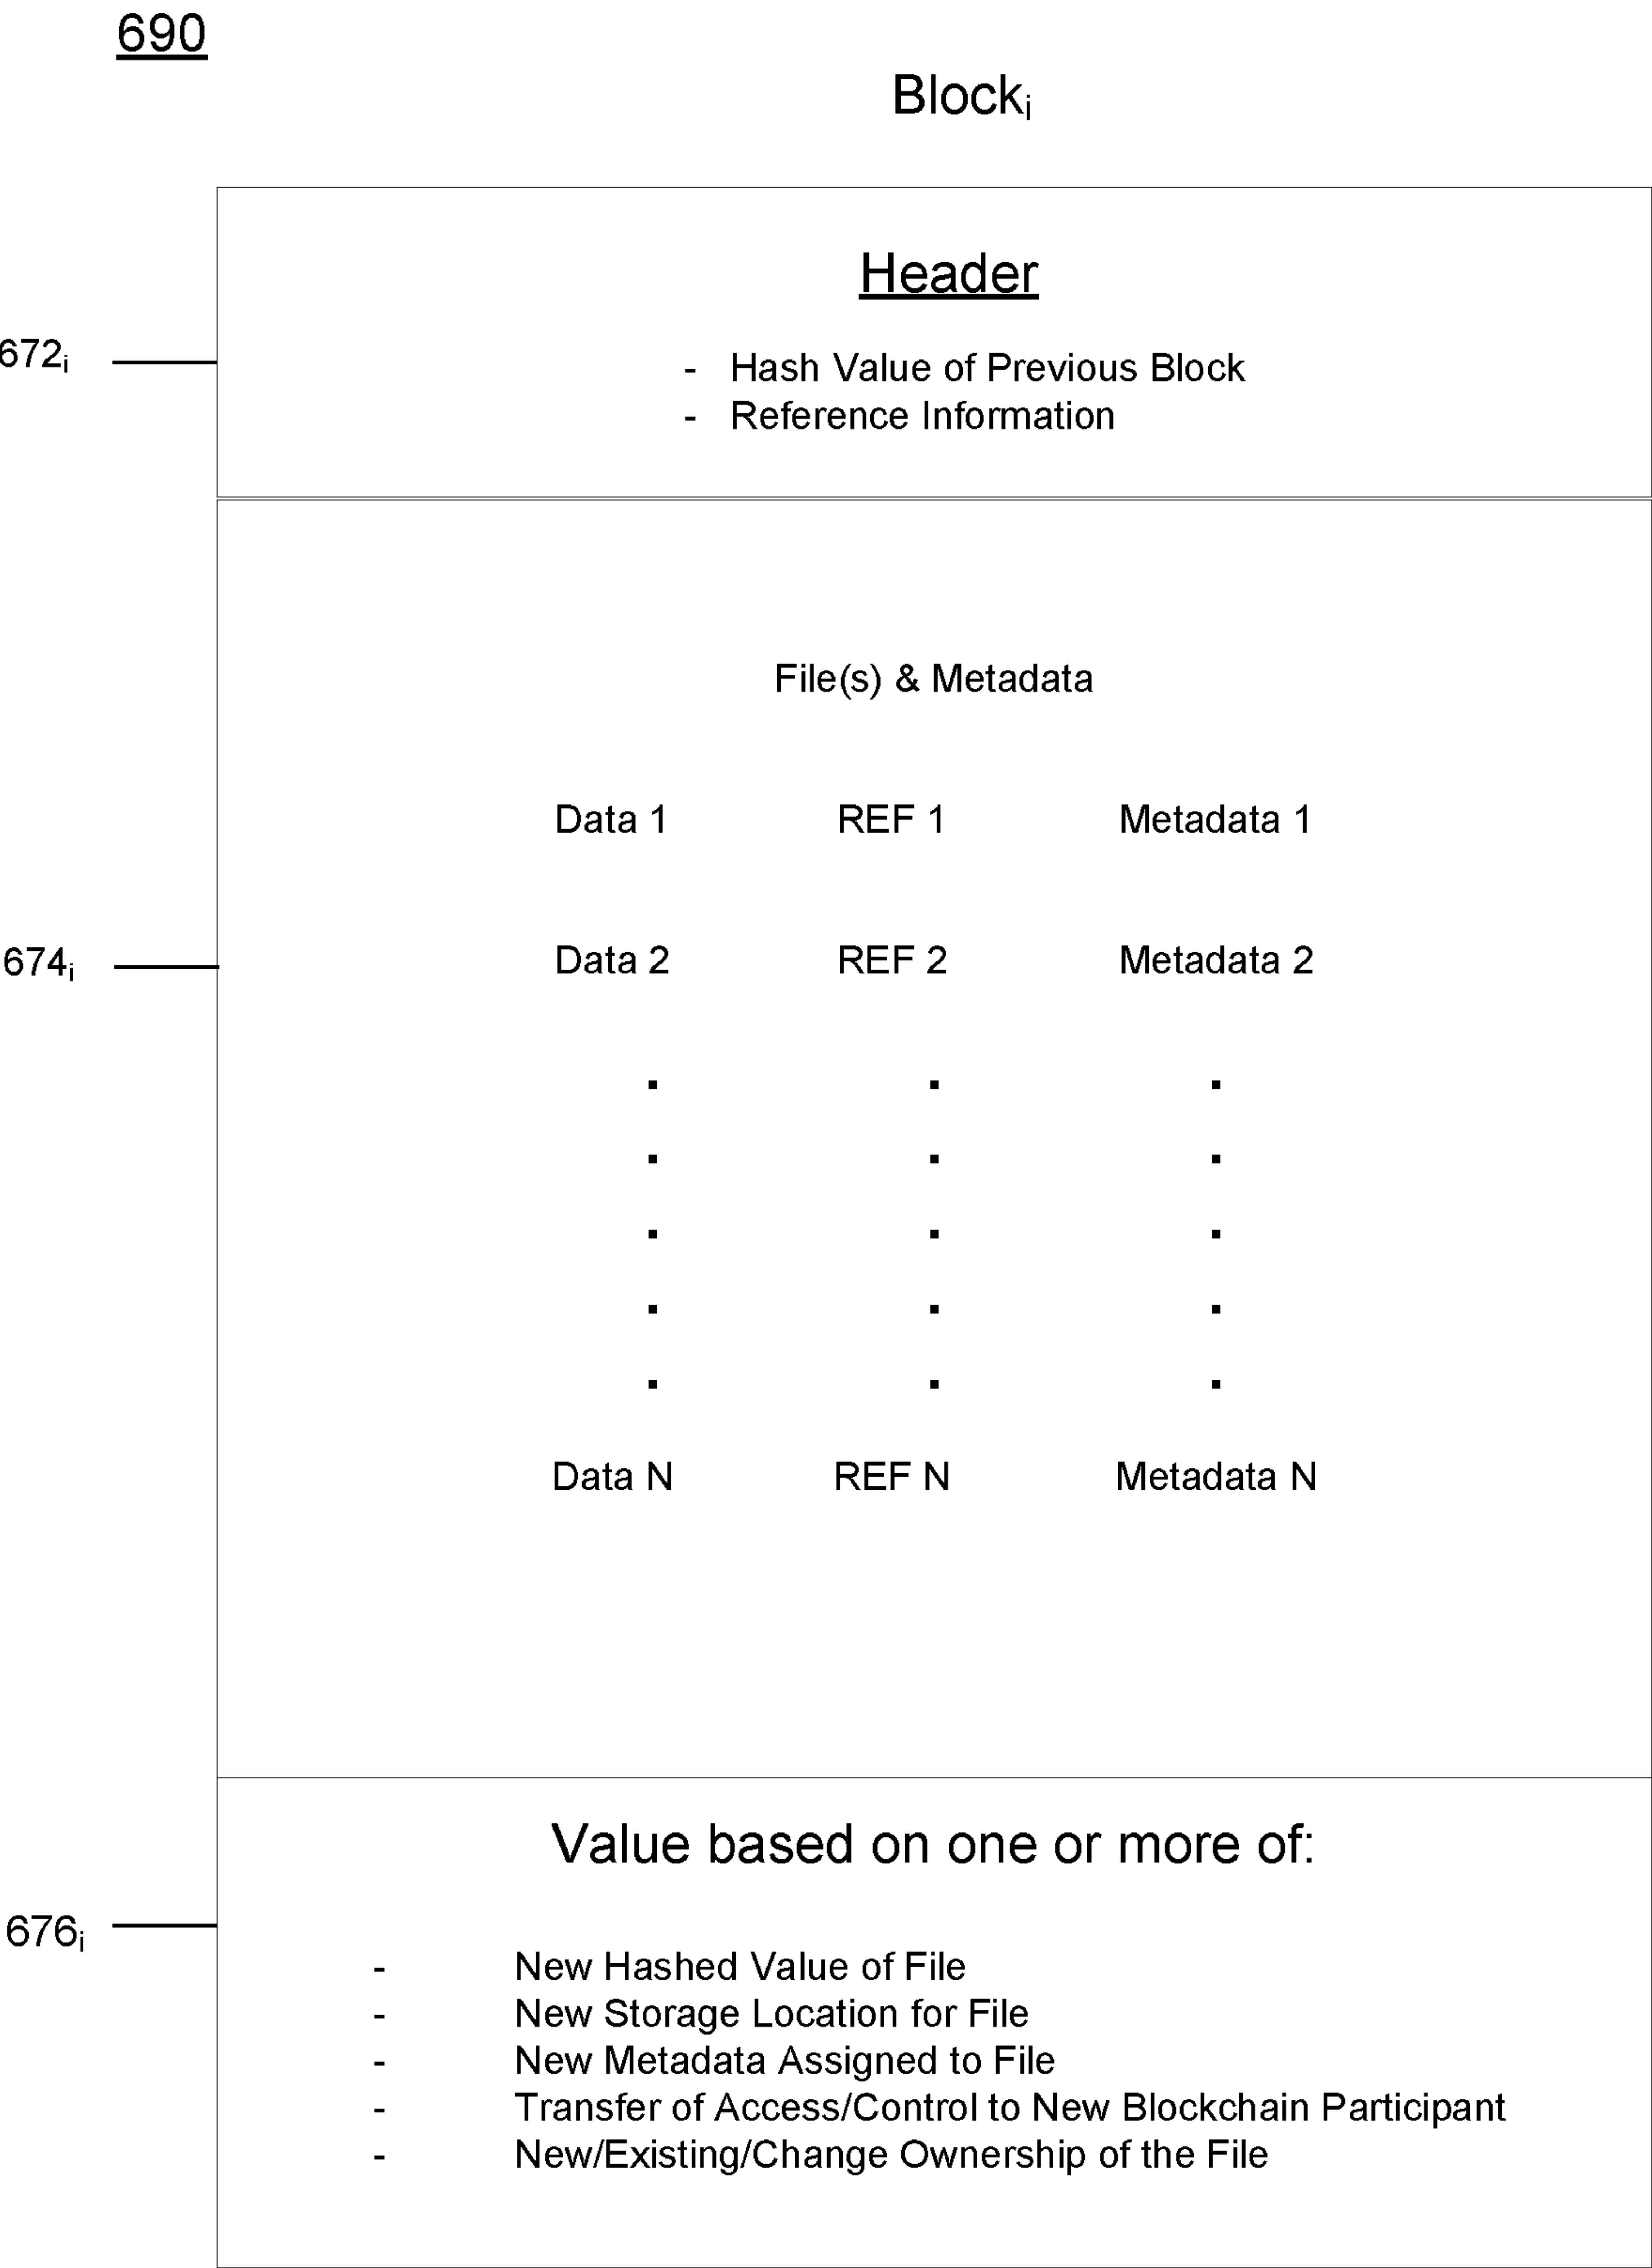 690
Blockᵢ
Header
672ᵢ
- Hash Value of Previous Block
- Reference Information
File(s) & Metadata
Data 1 REF 1 Metadata 1
674ᵢ
Data 2 REF 2 Metadata 2
. . .
. . .
. . .
. . .
. . .
Data N REF N Metadata N
Value based on one or more of:
676ᵢ
- New Hashed Value of File
- New Storage Location for File
- New Metadata Assigned to File
- Transfer of Access/Control to New Blockchain Participant
- New/Existing/Change Ownership of the File